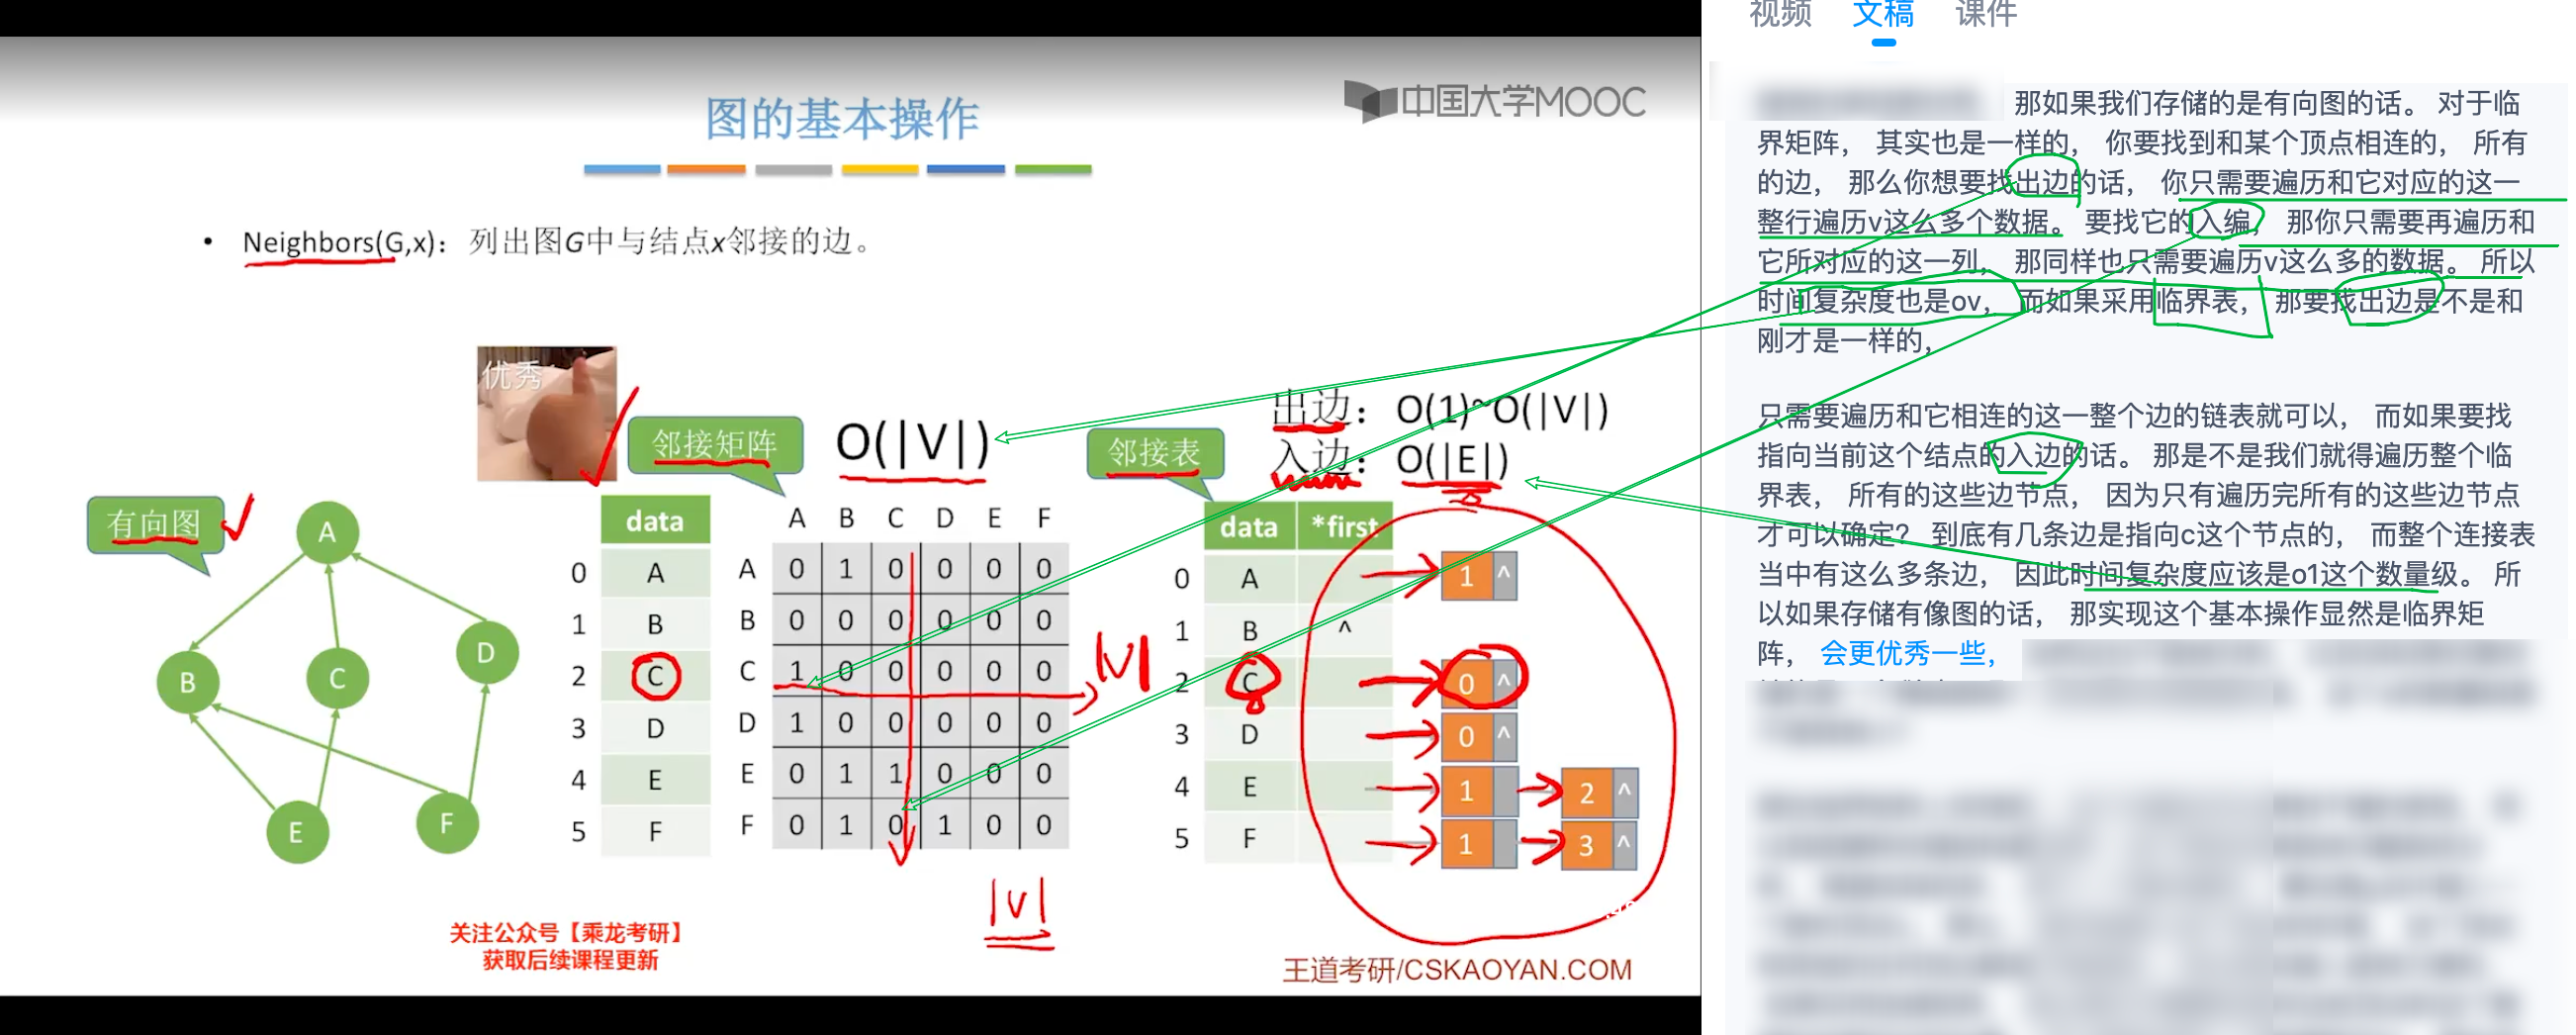 图的基本操作
中国大学MOOC
• Neighbors(G,x)：列出图G中与结点x邻接的边。
优秀
邻接矩阵
O(|V|)
邻接表
出边：O(1)~O(|V|)
入边：O(|E|)
有向图
A
B
C
D
E
F
data
0 A
1 B
2 C
3 D
4 E
5 F
A B C D E F
A 0 1 0 0 0 0
B 0 0 0 0 0 0
C 1 0 0 0 0 0
D 1 0 0 0 0 0
E 0 1 1 0 0 0
F 0 1 0 1 0 0
|V|
|V|
data *first
0 A 1 ^
1 B ^
2 C 0 ^
3 D 0 ^
4 E 1 2 ^
5 F 1 3 ^
关注公众号【乘龙考研】
获取后续课程更新
王道考研/CSKAOYAN.COM
视频 文稿 课件
那如果我们存储的是有向图的话。 对于临
界矩阵， 其实也是一样的， 你要找到和某个顶点相连的， 所有
的边， 那么你想要找出边的话， 你只需要遍历和它对应的这一
整行遍历v这么多个数据。 要找它的入编， 那你只需要再遍历和
它所对应的这一列， 那同样也只需要遍历v这么多的数据。 所以
时间复杂度也是ov， 而如果采用临界表， 那要找出边是不是和
刚才是一样的，
只需要遍历和它相连的这一整个边的链表就可以， 而如果要找
指向当前这个结点的入边的话。 那是不是我们就得遍历整个临
界表， 所有的这些边节点， 因为只有遍历完所有的这些边节点
才可以确定？ 到底有几条边是指向c这个节点的， 而整个连接表
当中有这么多条边， 因此时间复杂度应该是o1这个数量级。 所
以如果存储有像图的话， 那实现这个基本操作显然是临界矩
阵， 会更优秀一些，